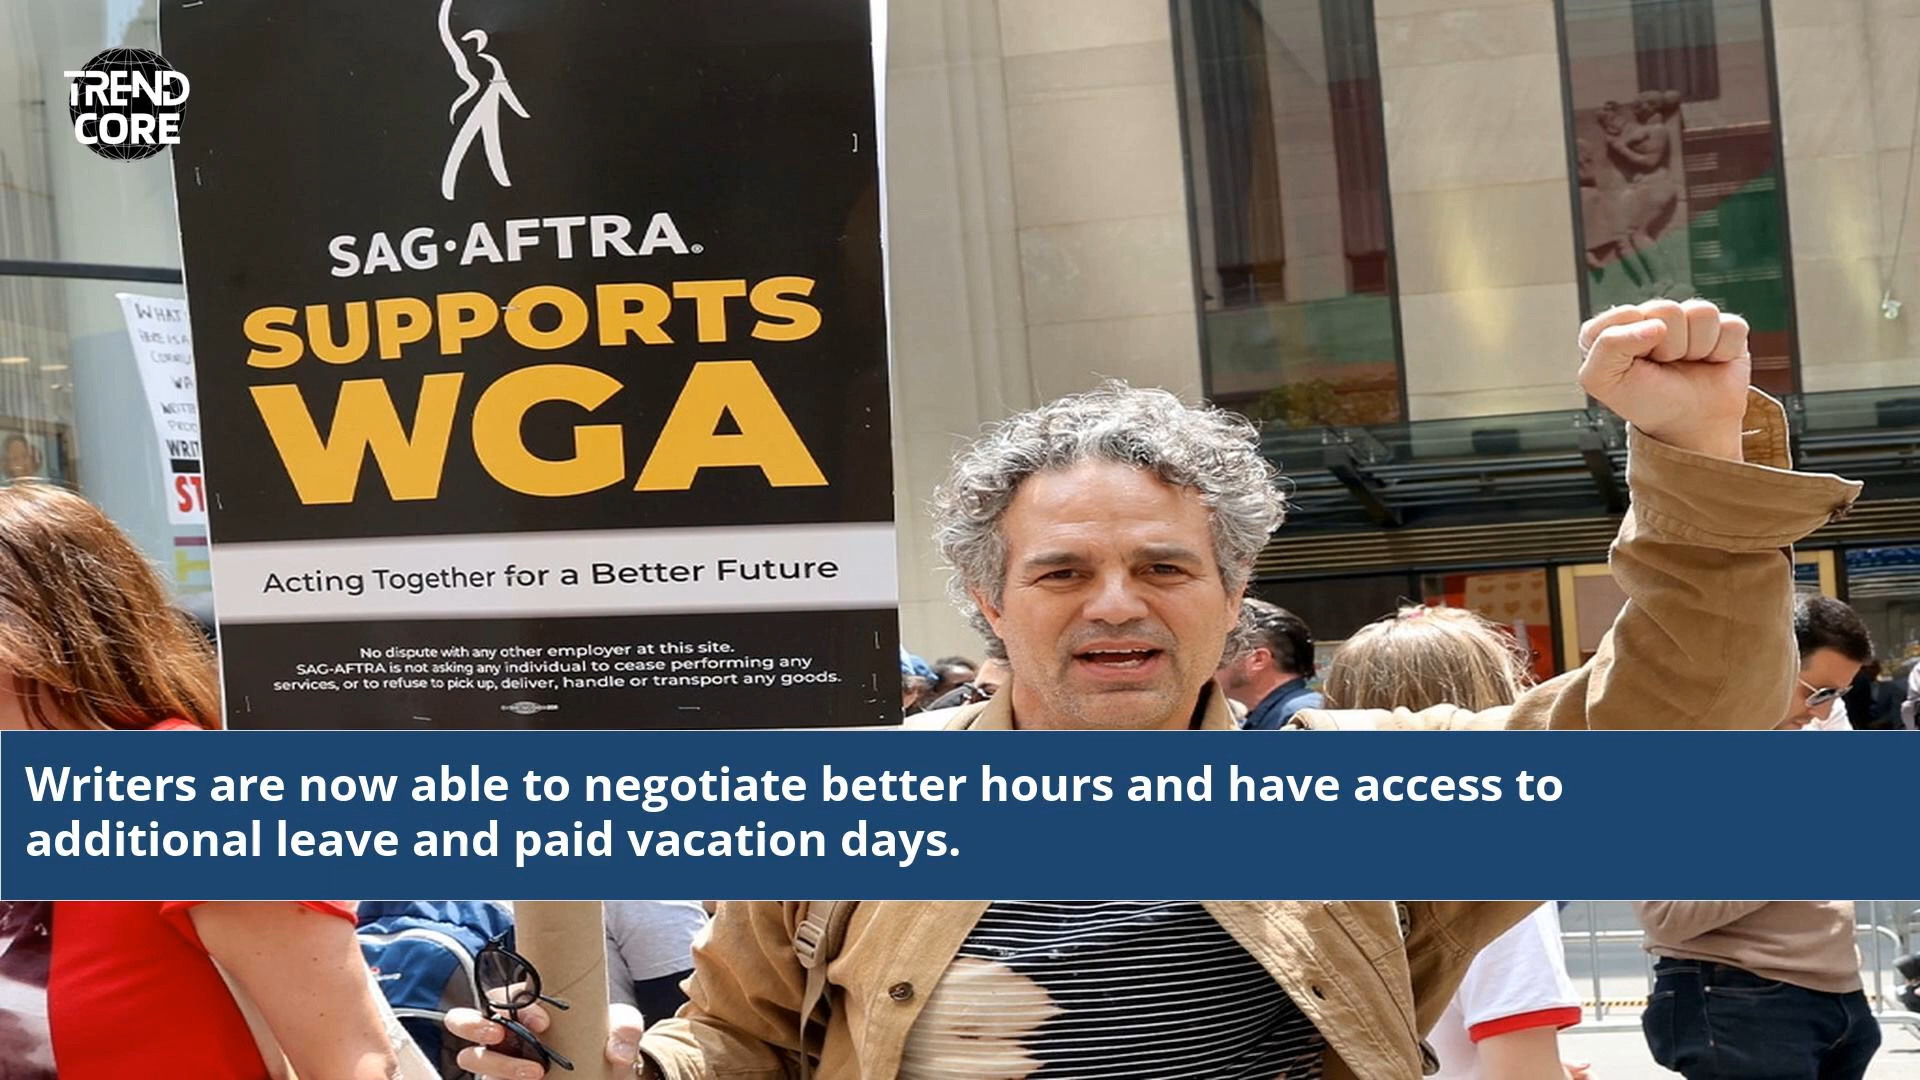 TREND
CORE
SAG·AFTRA®
SUPPORTS
WGA
Acting Together for a Better Future
No dispute with any other employer at this site.
SAG-AFTRA is not asking any individual to cease performing any
services, or to refuse to pick up, deliver, handle or transport any goods.
WHAT
Writers are now able to negotiate better hours and have access to
additional leave and paid vacation days.